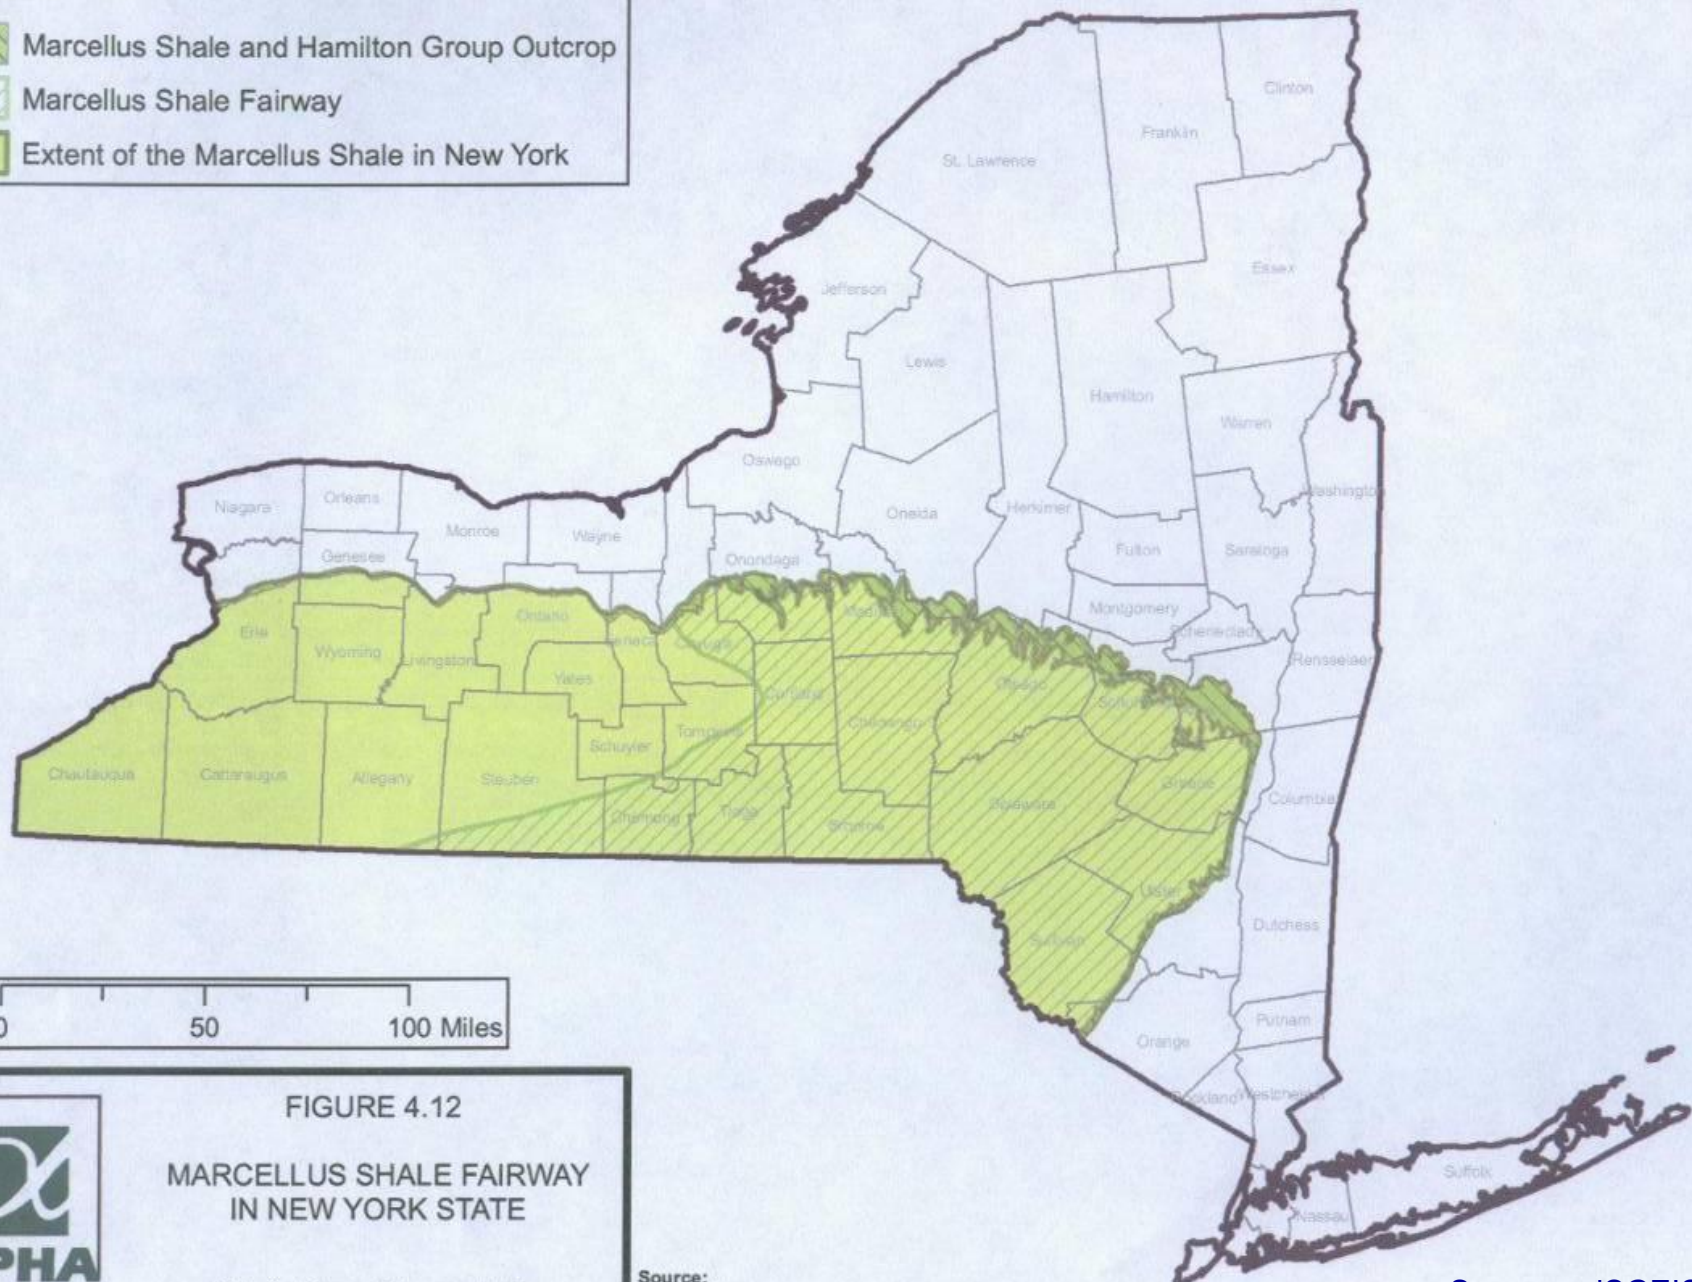 Marcellus Shale and Hamilton Group Outcrop
Marcellus Shale Fairway
Extent of the Marcellus Shale in New York
Clinton
Franklin
St. Lawrence
Essex
Jefferson
Lewis
Hamilton
Warren
Oswego
Washington
Niagara
Orleans
Oneida
Herkimer
Monroe
Wayne
Fulton
Saratoga
Genesee
Onondaga
Montgomery
Madison
Ontario
Schenectady
Erie
Seneca
Cayuga
Wyoming
Livingston
Rensselaer
Yates
Otsego
Cortland
Schoharie
Chenango
Tompkins
Schuyler
Chautauqua
Cattaraugus
Allegany
Steuben
Greene
Delaware
Columbia
Chemung
Tioga
Broome
Ulster
Dutchess
Sullivan
Putnam
Orange
Rockland
Westchester
Suffolk
Nassau
0 50 100 Miles
FIGURE 4.12
MARCELLUS SHALE FAIRWAY
IN NEW YORK STATE
PHA
Source: